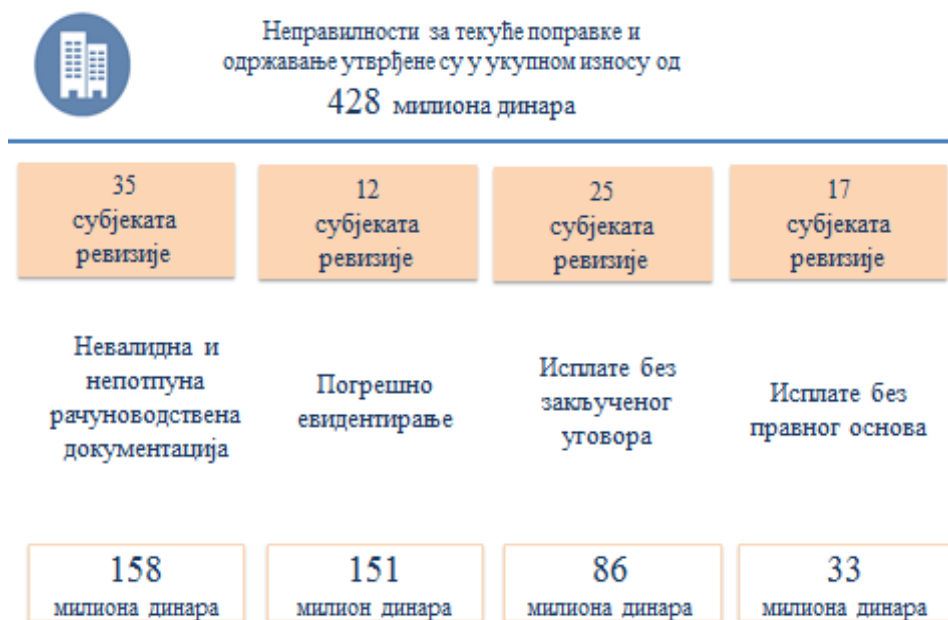 Неправилности за текуће поправке и
одржавање утврђене су у укупном износу од
428 милиона динара
35
субјеката
ревизије
12
субјеката
ревизије
25
субјеката
ревизије
17
субјеката
ревизије
Невалидна и
непотпуна
рачуноводствена
документација
Погрешно
евидентирање
Исплате без
закљученог
уговора
Исплате без
правног основа
158
милиона динара
151
милион динара
86
милиона динара
33
милиона динара